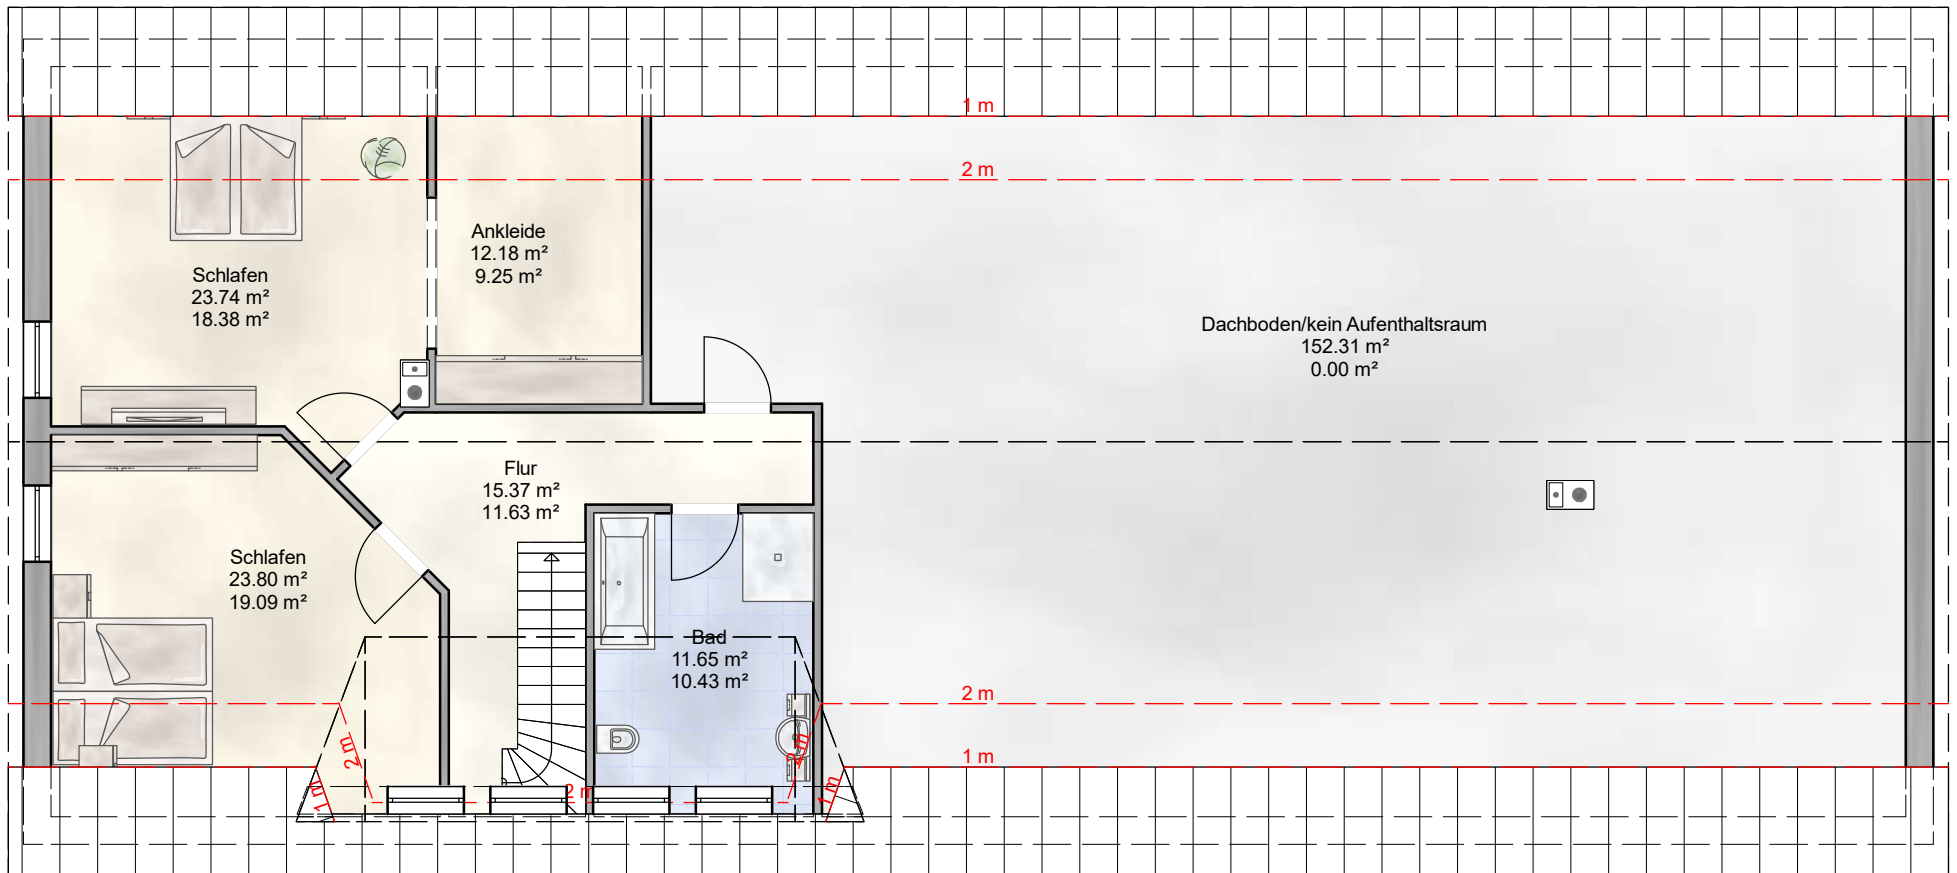 1 m
2 m
Ankleide
12.18 m²
9.25 m²
Schlafen
23.74 m²
18.38 m²
Dachboden/kein Aufenthaltsraum
152.31 m²
0.00 m²
Flur
15.37 m²
11.63 m²
Schlafen
23.80 m²
19.09 m²
Bad
11.65 m²
10.43 m²
2 m
2 m
2 m
1 m
1 m
2 m
1 m